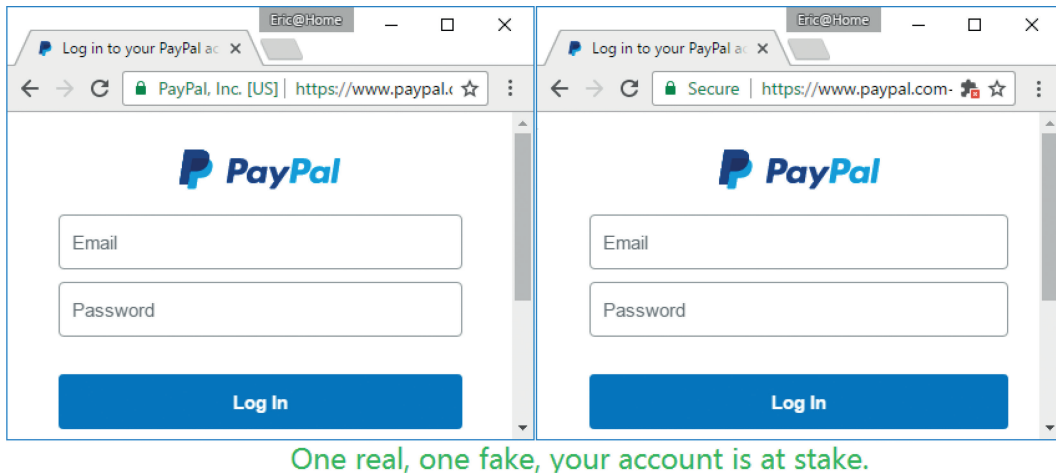 Eric@Home
Log in to your PayPal ac
PayPal, Inc. [US] https://www.paypal.c
PayPal
Email
Password
Log In
Eric@Home
Log in to your PayPal ac
Secure https://www.paypal.com-
PayPal
Email
Password
Log In
One real, one fake, your account is at stake.